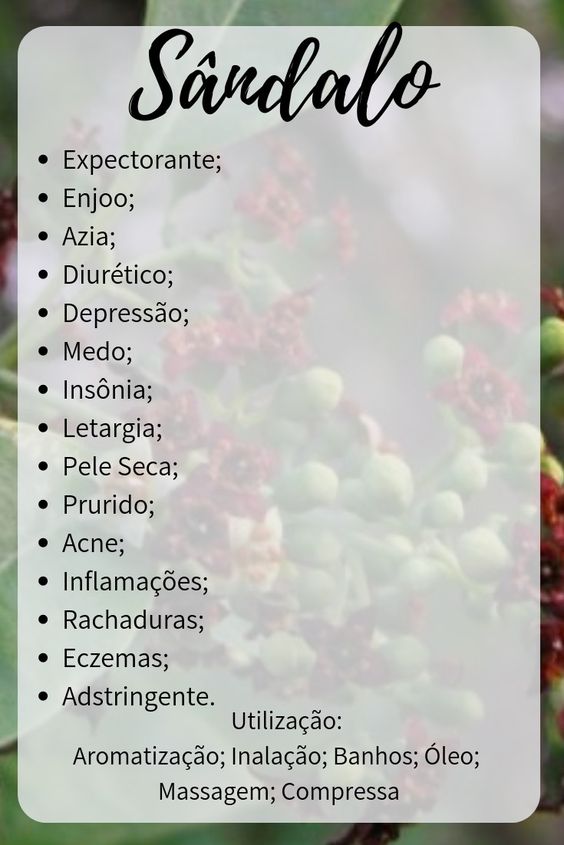 Sândalo
• Expectorante;
• Enjoo;
• Azia;
• Diurético;
• Depressão;
• Medo;
• Insônia;
• Letargia;
• Pele Seca;
• Prurido;
• Acne;
• Inflamações;
• Rachaduras;
• Eczemas;
• Adstringente.
Utilização:
Aromatização; Inalação; Banhos; Óleo;
Massagem; Compressa